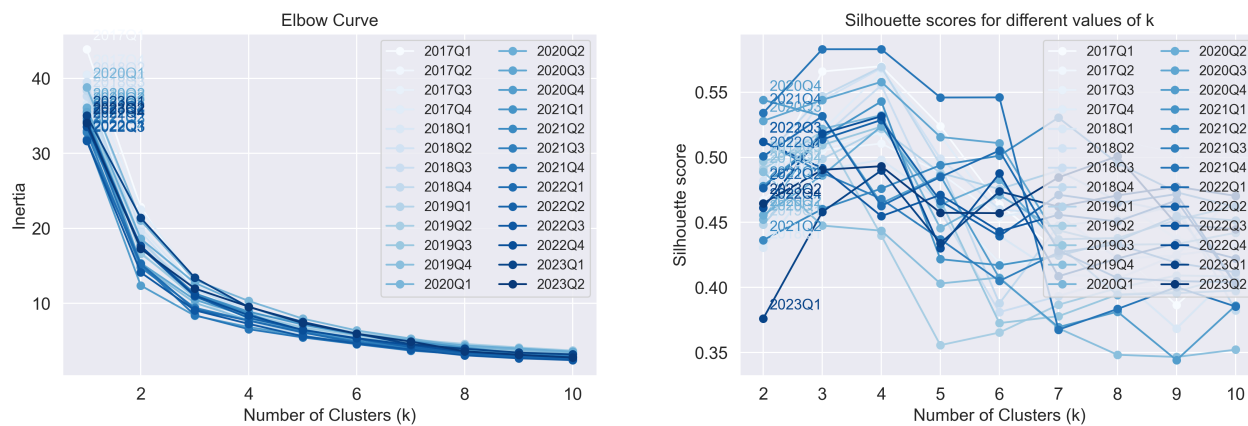 Elbow Curve
40
30
20
10
2
4
6
8
10
Inertia
Number of Clusters (k)
2017Q1
2020Q1
2022Q3
2017Q1
2017Q2
2017Q3
2017Q4
2018Q1
2018Q2
2018Q3
2018Q4
2019Q1
2019Q2
2019Q3
2019Q4
2020Q1
2020Q2
2020Q3
2020Q4
2021Q1
2021Q2
2021Q3
2021Q4
2022Q1
2022Q2
2022Q3
2022Q4
2023Q1
2023Q2
Silhouette scores for different values of k
0.55
0.50
0.45
0.40
0.35
2
3
4
5
6
7
8
9
10
Silhouette score
Number of Clusters (k)
2020Q4
2021Q4
2022Q3
2022Q2
2023Q2
2021Q2
2023Q1
2017Q1
2017Q2
2017Q3
2017Q4
2018Q1
2018Q2
2018Q3
2018Q4
2019Q1
2019Q2
2019Q3
2019Q4
2020Q1
2020Q2
2020Q3
2020Q4
2021Q1
2021Q2
2021Q3
2021Q4
2022Q1
2022Q2
2022Q3
2022Q4
2023Q1
2023Q2